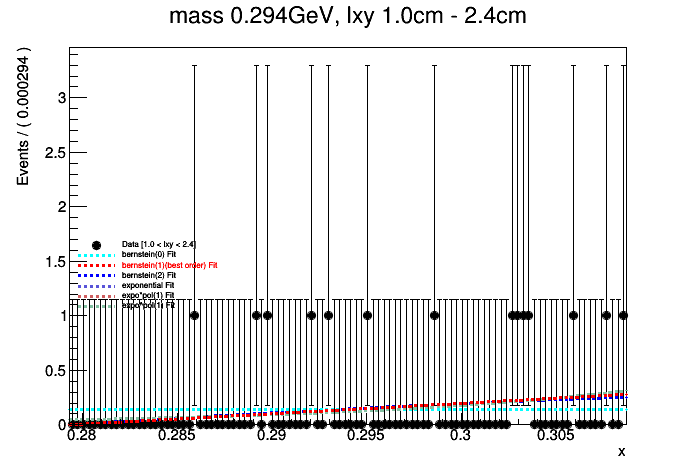 mass 0.294GeV, lxy 1.0cm - 2.4cm
Events / ( 0.000294 )
3
2.5
2
1.5
1
0.5
0
Data [1.0 < lxy < 2.4]
bernstein(0) Fit
bernstein(1)(best order) Fit
bernstein(2) Fit
exponential Fit
expo*pol(1) Fit
expo*pol(1) Fit
0.28 0.285 0.29 0.295 0.3 0.305
x